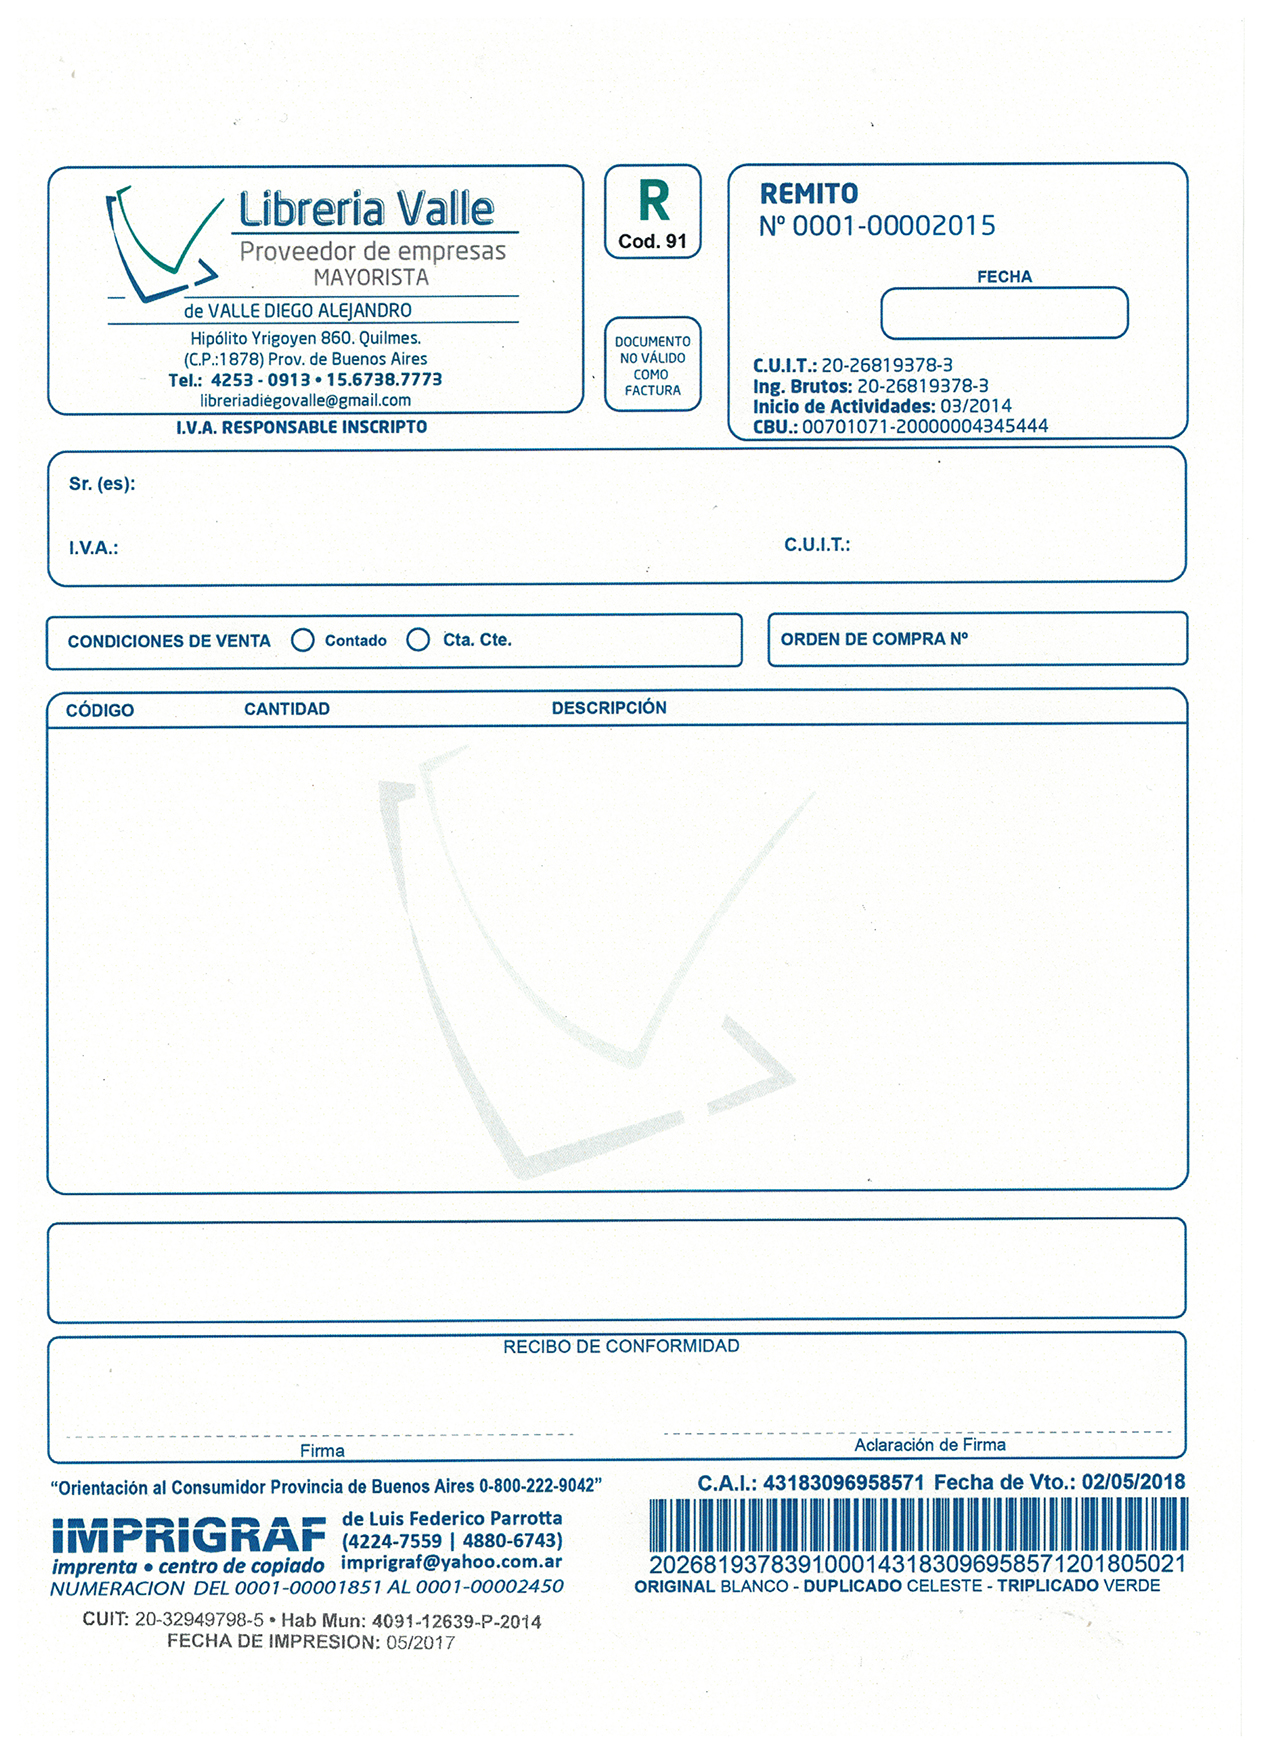 Libreria Valle
Proveedor de empresas
MAYORISTA
de VALLE DIEGO ALEJANDRO
Hipólito Yrigoyen 860. Quilmes.
(C.P.:1878) Prov. de Buenos Aires
Tel.: 4253 - 0913 • 15.6738.7773
libreriadiegovalle@gmail.com
I.V.A. RESPONSABLE INSCRIPTO
R
Cod. 91
DOCUMENTO
NO VÁLIDO
COMO
FACTURA
REMITO
Nº 0001-00002015
FECHA
C.U.I.T.: 20-26819378-3
Ing. Brutos: 20-26819378-3
Inicio de Actividades: 03/2014
CBU.: 00701071-20000004345444
Sr. (es):
I.V.A.: C.U.I.T.:
CONDICIONES DE VENTA Contado Cta. Cte.
ORDEN DE COMPRA Nº
CÓDIGO CANTIDAD DESCRIPCIÓN
RECIBO DE CONFORMIDAD
Firma Aclaración de Firma
“Orientación al Consumidor Provincia de Buenos Aires 0-800-222-9042”
IMPRIGRAF
imprenta • centro de copiado
de Luis Federico Parrotta
(4224-7559 | 4880-6743)
imprigraf@yahoo.com.ar
NUMERACION DEL 0001-00001851 AL 0001-00002450
CUIT: 20-32949798-5 • Hab Mun: 4091-12639-P-2014
FECHA DE IMPRESION: 05/2017
C.A.I.: 43183096958571 Fecha de Vto.: 02/05/2018
2026819378391000143183096958571201805021
ORIGINAL BLANCO - DUPLICADO CELESTE - TRIPLICADO VERDE